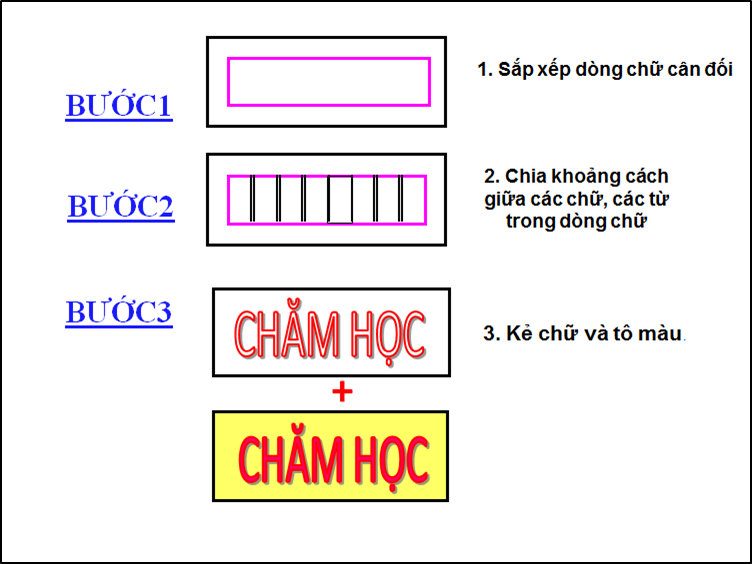 BƯỚC1
1. Sắp xếp dòng chữ cân đối
BƯỚC2
2. Chia khoảng cách
giữa các chữ, các từ
trong dòng chữ
BƯỚC3
CHĂM HỌC
3. Kẻ chữ và tô màu.
+
CHĂM HỌC